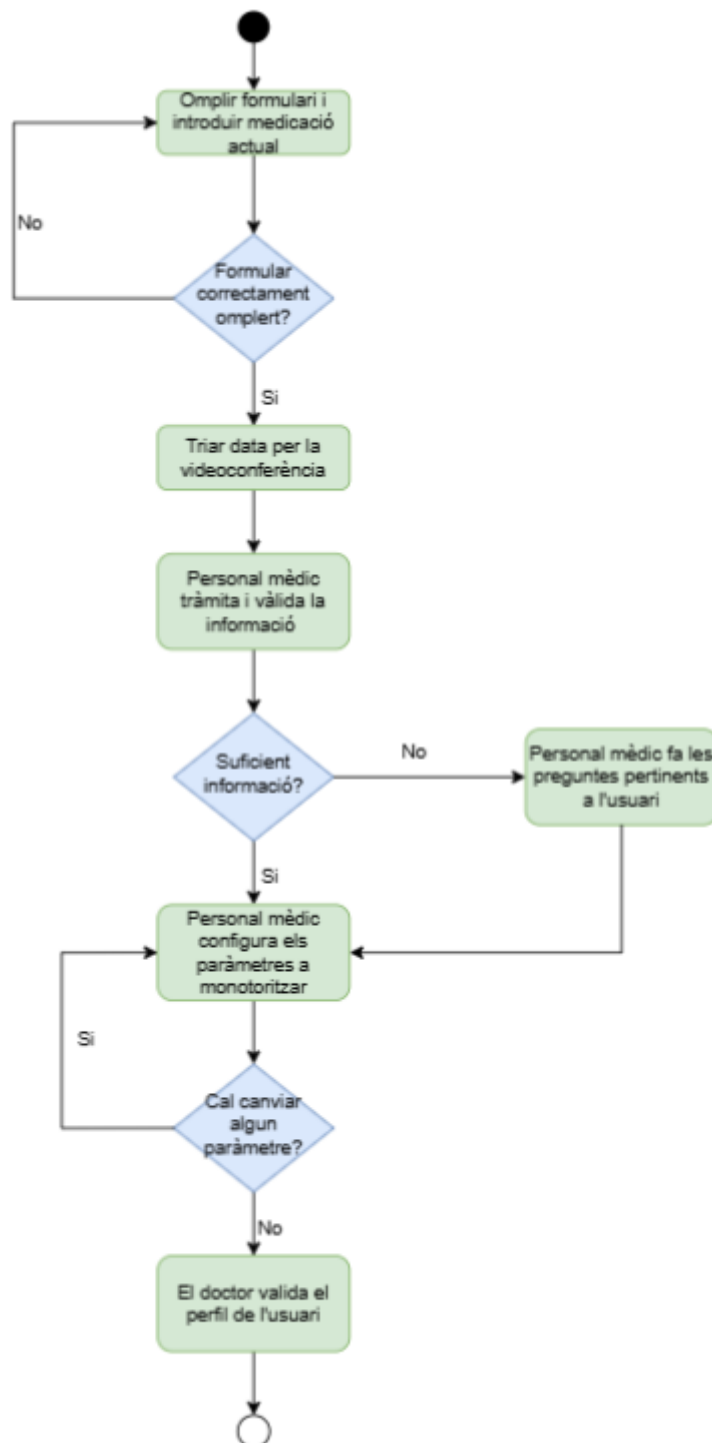 Omplir formulari i
introduir medicació
actual
No
Formular
correctament
omplert?
Si
Triar data per la
videoconferència
Personal mèdic
tràmita i vàlida la
informació
Suficient
informació?
No
Personal mèdic fa les
preguntes pertinents
a l'usuari
Si
Personal mèdic
configura els
paràmetres a
monotoritzar
Si
Cal canviar
algun
paràmetre?
No
El doctor valida el
perfil de l'usuari